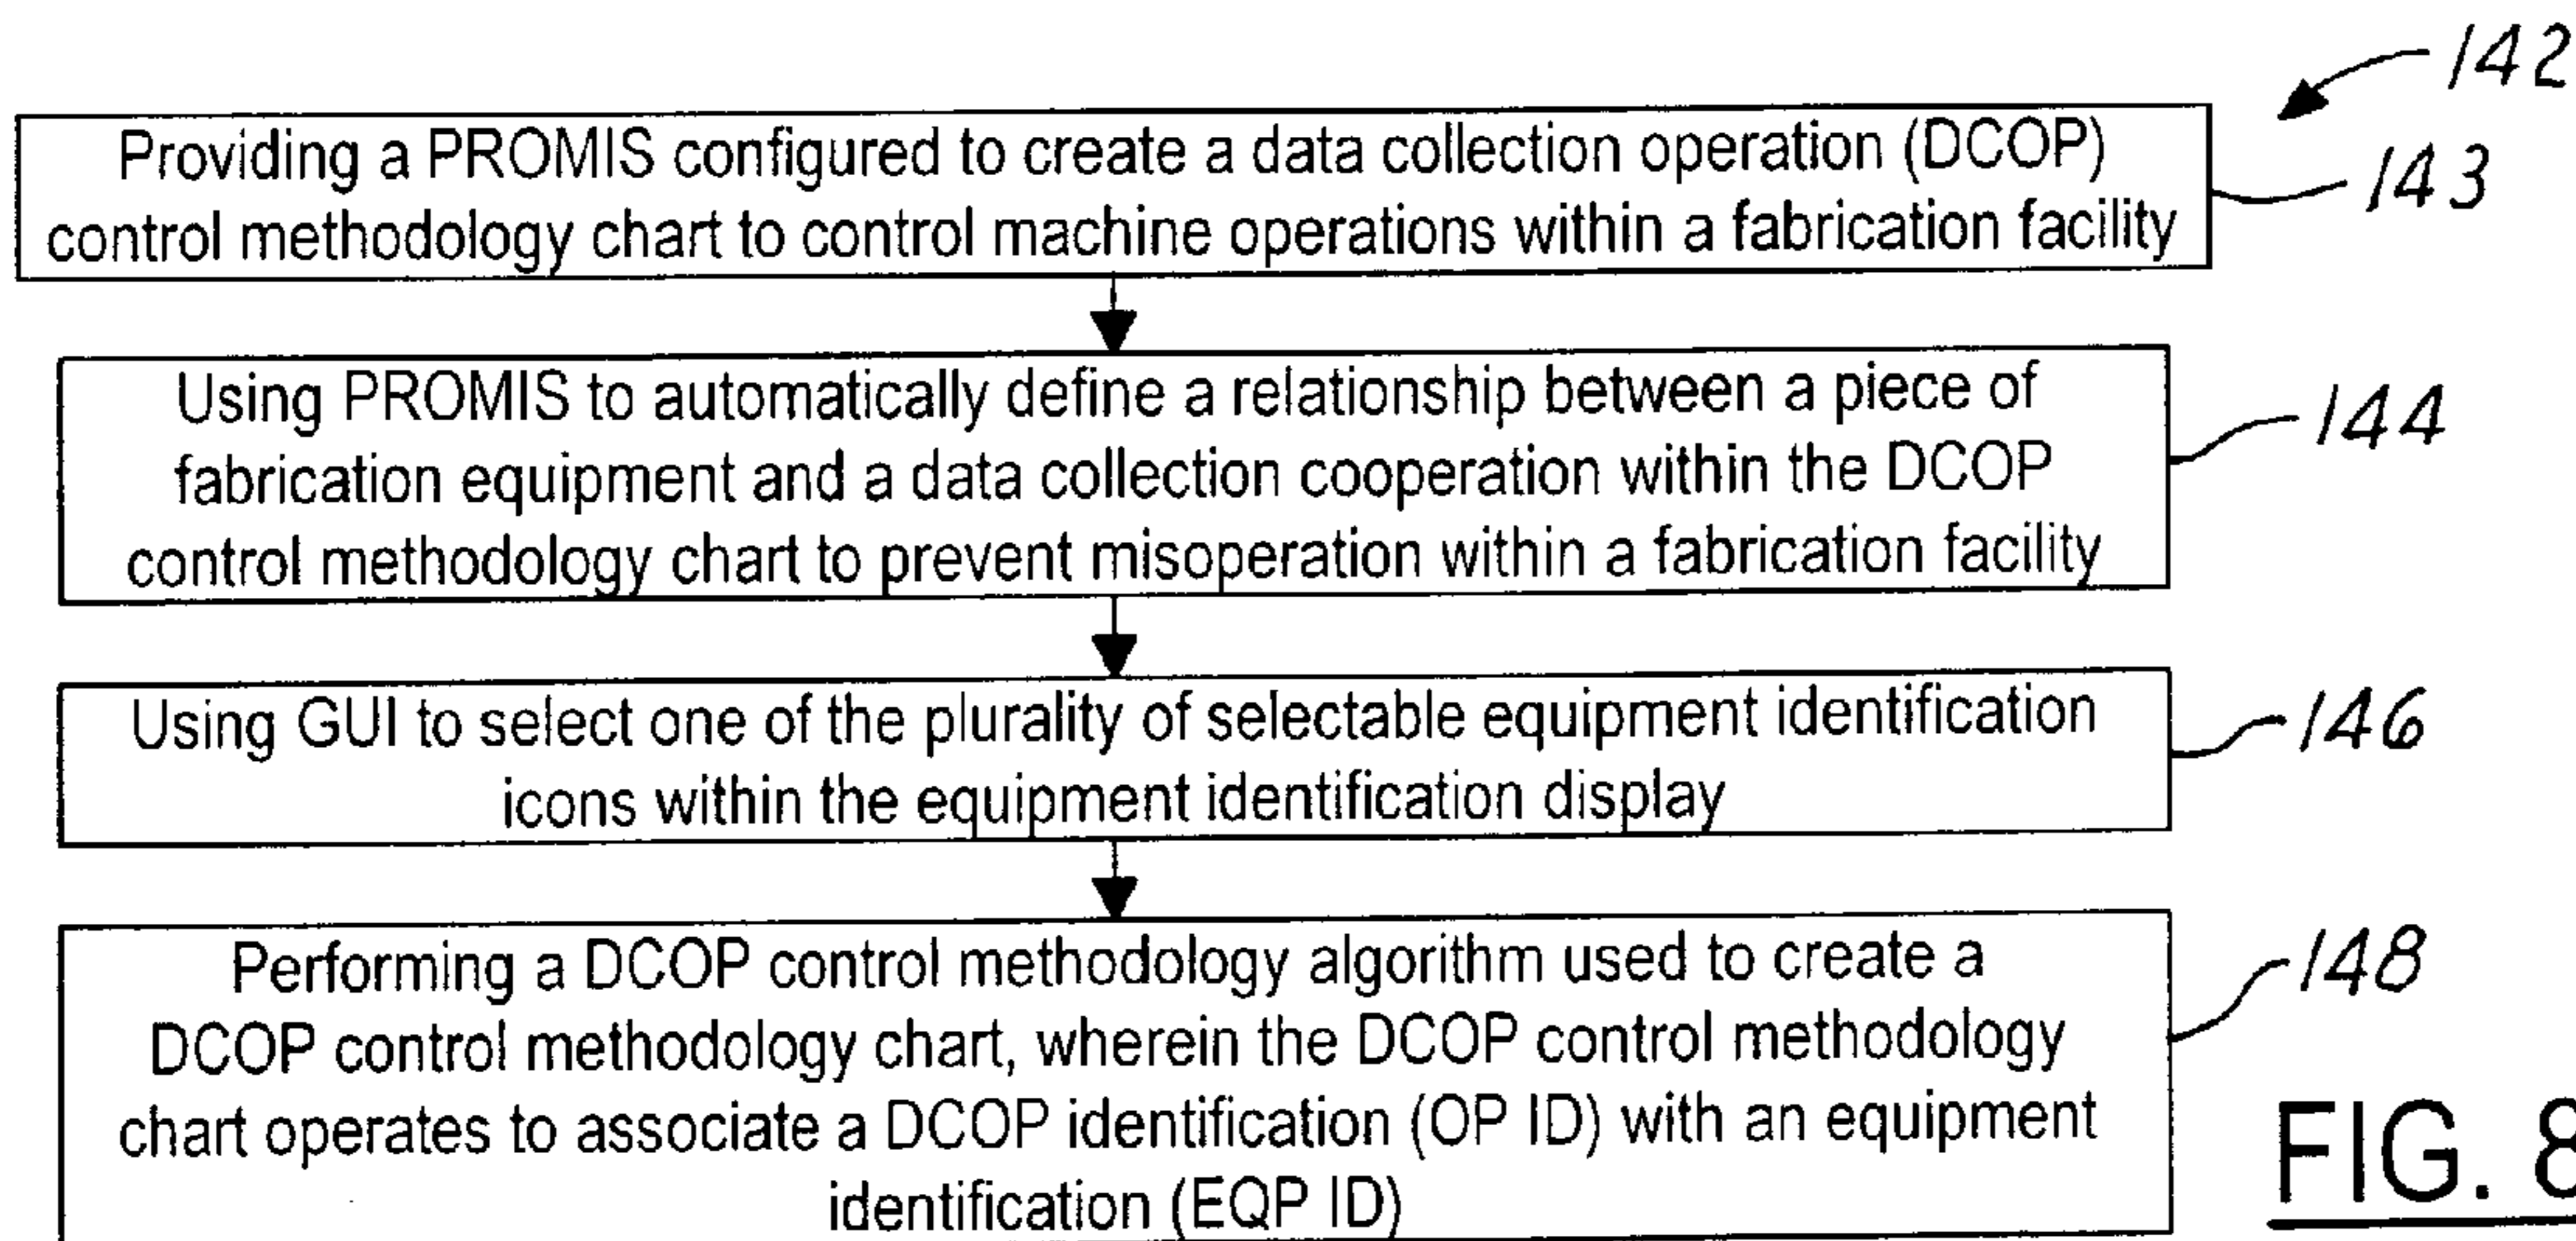 142
Providing a PROMIS configured to create a data collection operation (DCOP)
control methodology chart to control machine operations within a fabrication facility
143
Using PROMIS to automatically define a relationship between a piece of
fabrication equipment and a data collection cooperation within the DCOP
control methodology chart to prevent misoperation within a fabrication facility
144
Using GUI to select one of the plurality of selectable equipment identification
icons within the equipment identification display
146
Performing a DCOP control methodology algorithm used to create a
DCOP control methodology chart, wherein the DCOP control methodology
chart operates to associate a DCOP identification (OP ID) with an equipment
identification (EQP ID)
148
FIG. 8